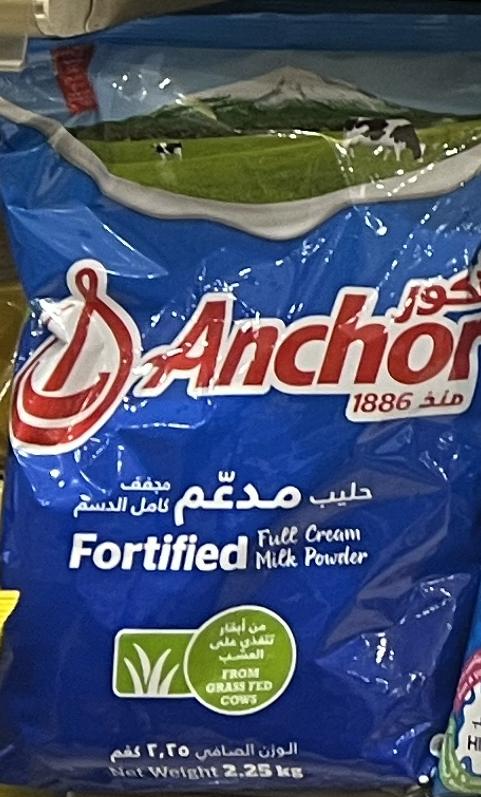 Anchor
منذ 1886
حليب مدعّم مجفف
كامل الدسم
Fortified Full Cream
Milk Powder
من أبقار
تتغذى على
العشب
FROM
GRASS FED
COWS
الوزن الصافي ٢,٢٥ كغم
Net Weight 2.25 kg